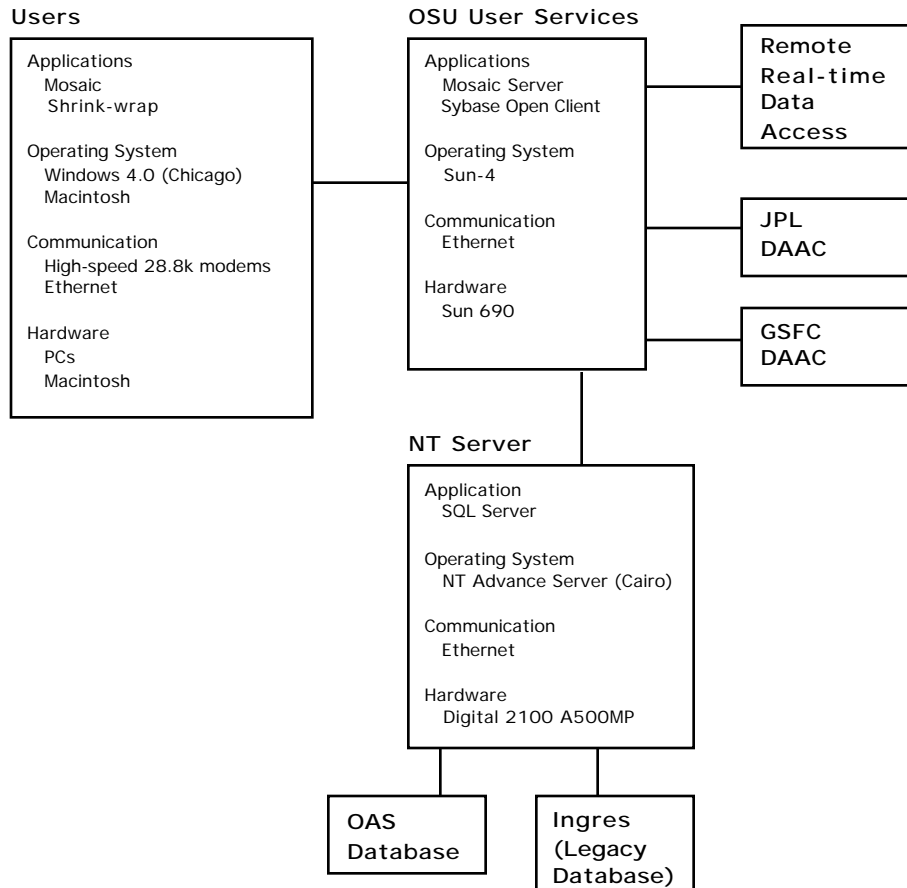 Users
Applications
Mosaic
Shrink-wrap
Operating System
Windows 4.0 (Chicago)
Macintosh
Communication
High-speed 28.8k modems
Ethernet
Hardware
PCs
Macintosh
OSU User Services
Applications
Mosaic Server
Sybase Open Client
Operating System
Sun-4
Communication
Ethernet
Hardware
Sun 690
Remote
Real-time
Data
Access
JPL
DAAC
GSFC
DAAC
NT Server
Application
SQL Server
Operating System
NT Advance Server (Cairo)
Communication
Ethernet
Hardware
Digital 2100 A500MP
OAS
Database
Ingres
(Legacy
Database)